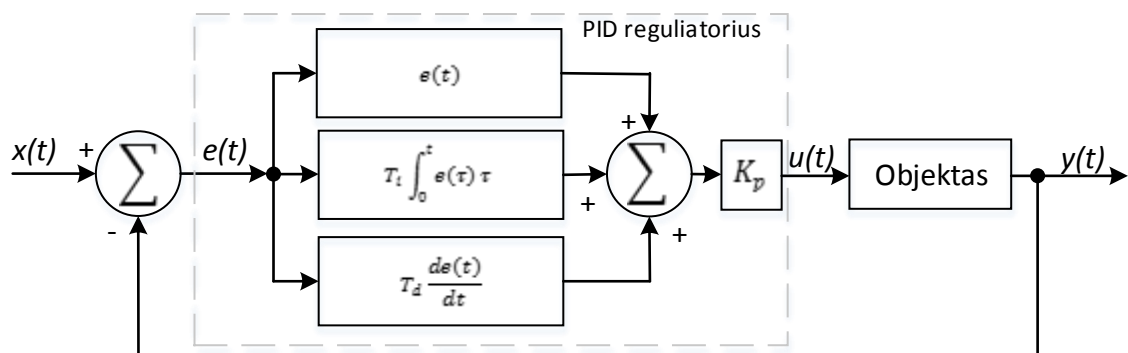 PID reguliatorius
e(t)
x(t)
+
∑
-
e(t)
T_i ∫_0^t e(τ) τ
T_d de(t)/dt
+
+
+
∑
K_p
u(t)
Objektas
y(t)